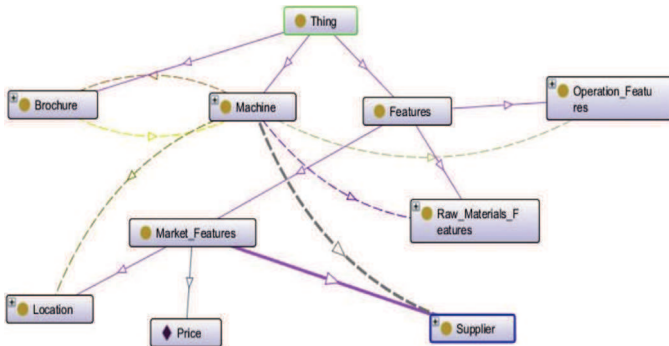 Thing
Brochure
Machine
Features
Operation_Featu
res
Raw_Materials_F
eatures
Market_Features
Location
Price
Supplier